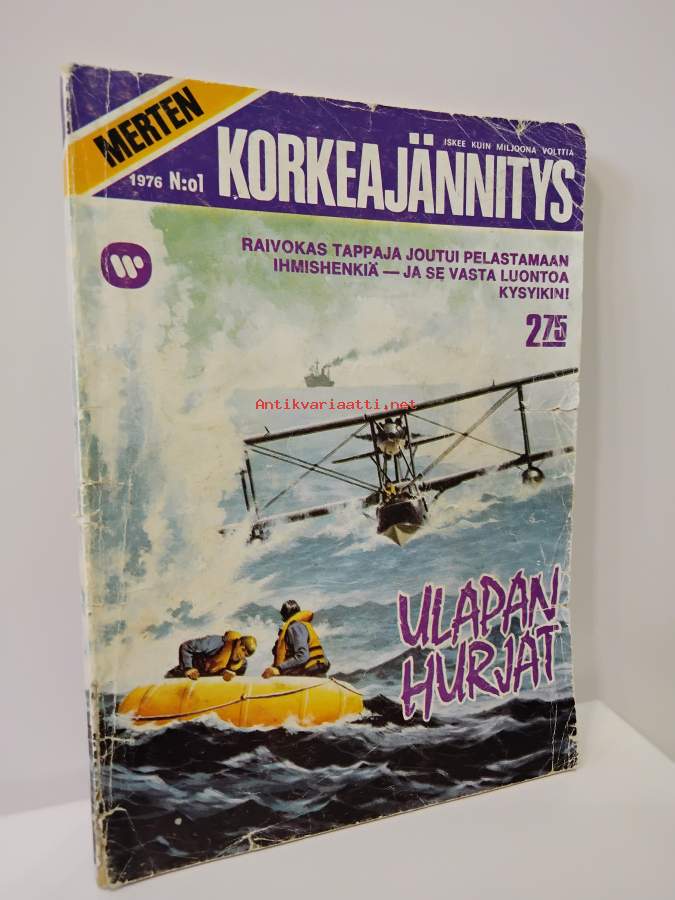 MERTEN
1976 N:o1
ISKEE KUIN MILJOONA VOLTTIA
KORKEAJÄNNITYS
RAIVOKAS TAPPAJA JOUTUI PELASTAMAAN
IHMISHENKIÄ — JA SE VASTA LUONTOA
KYSYIKIN!
275
Antikvariaatti.net
ULAPAN
HURJAT